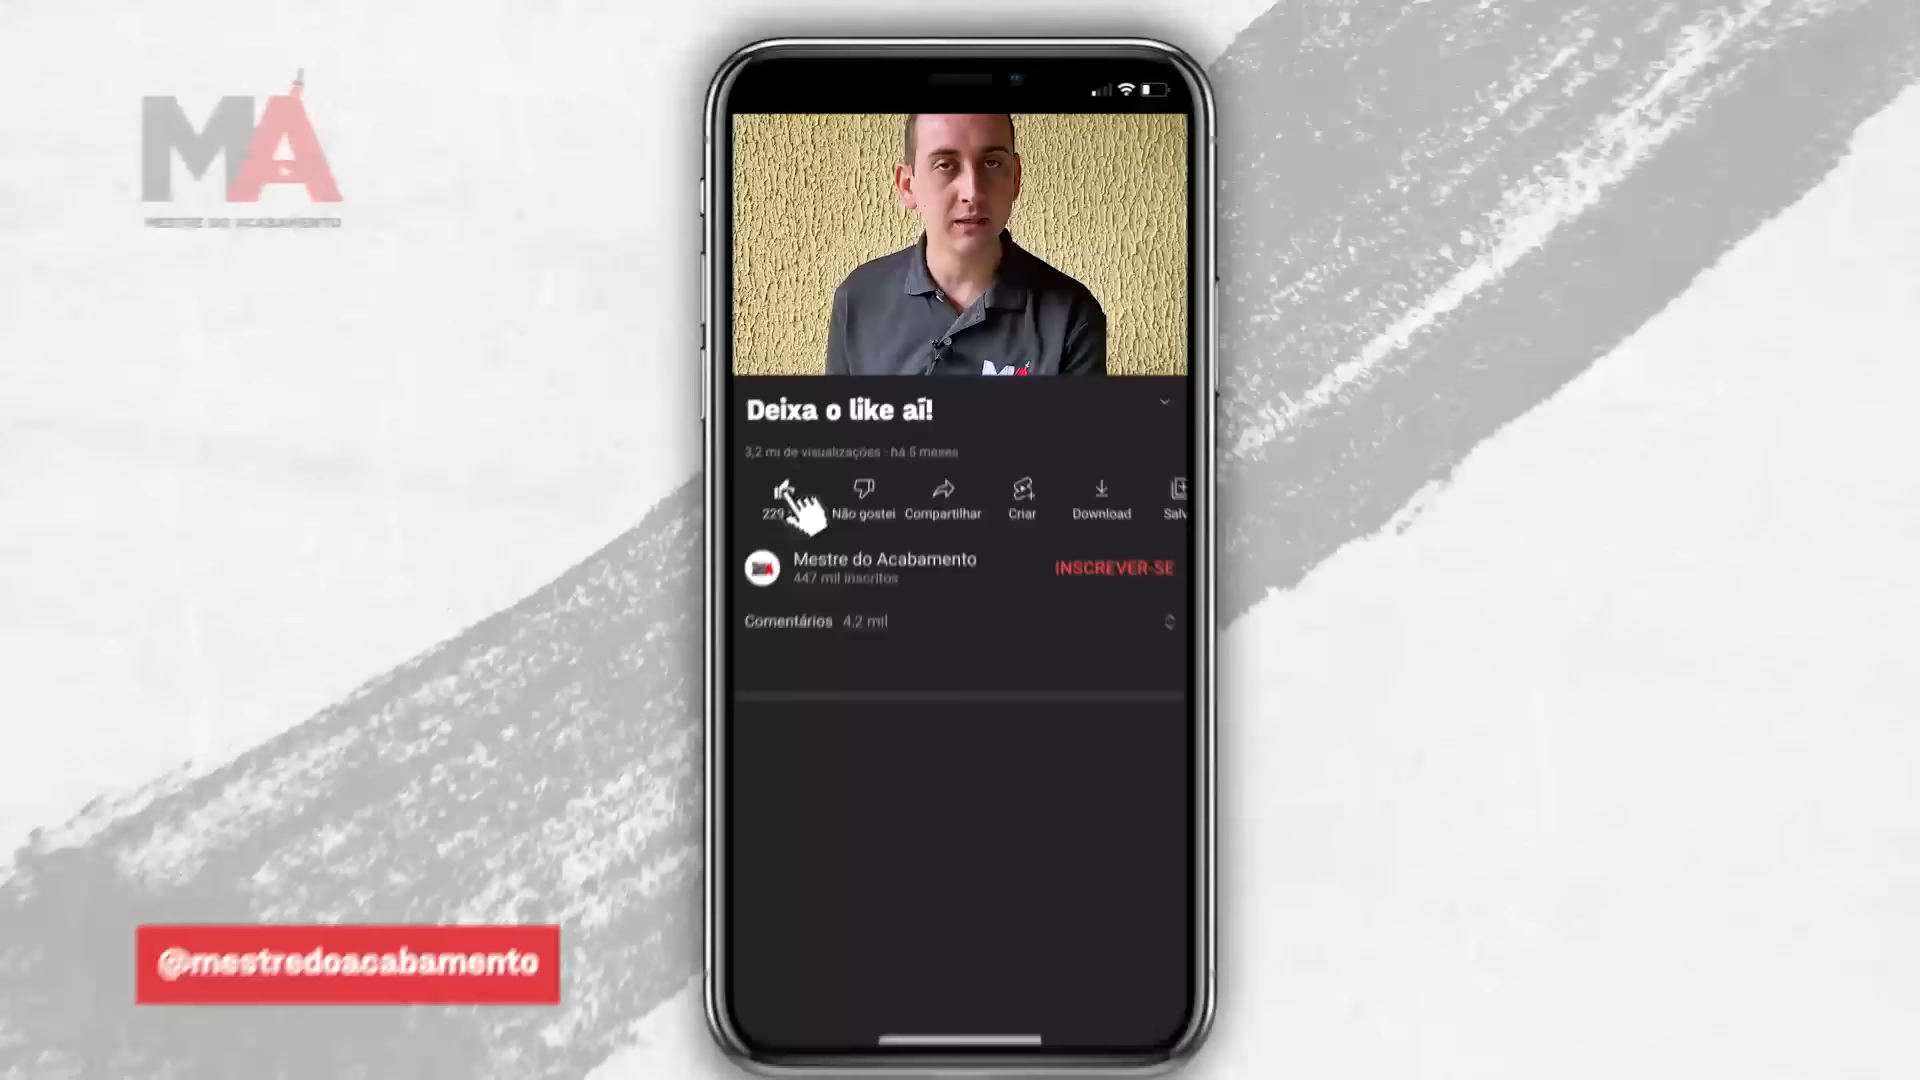 MA
MESTRE DO ACABAMENTO
MA
Deixa o like aí!
3,2 mi de visualizações · há 5 meses
229
Não gostei
Compartilhar
Criar
Download
Mestre do Acabamento
447 mil inscritos
INSCREVER-SE
Comentários 4,2 mil
@mestredoacabamento